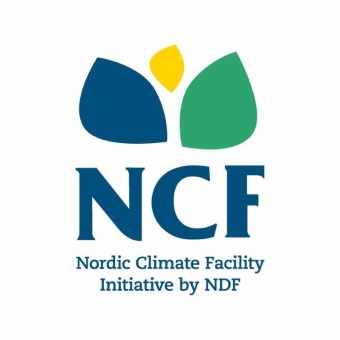 NCF
Nordic Climate Facility
Initiative by NDF